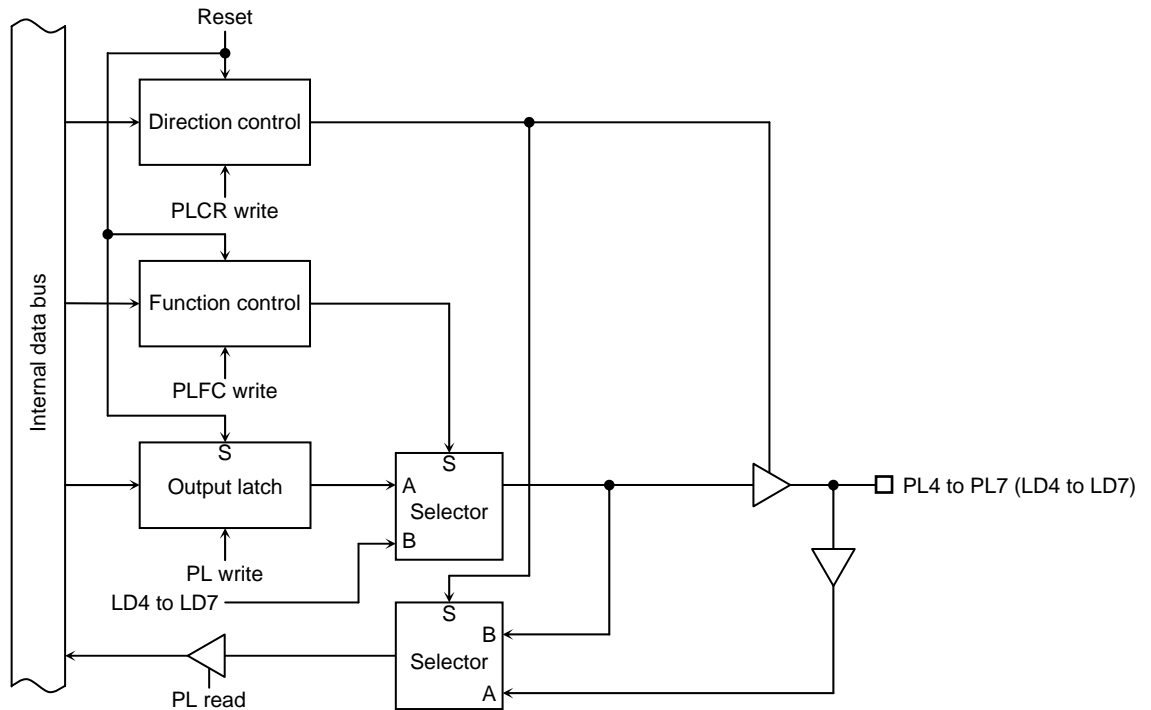 Reset
Direction control
PLCR write
Internal data bus
Function control
PLFC write
S
Output latch
PL write
S
A
Selector
B
PL4 to PL7 (LD4 to LD7)
LD4 to LD7
S
B
Selector
A
PL read